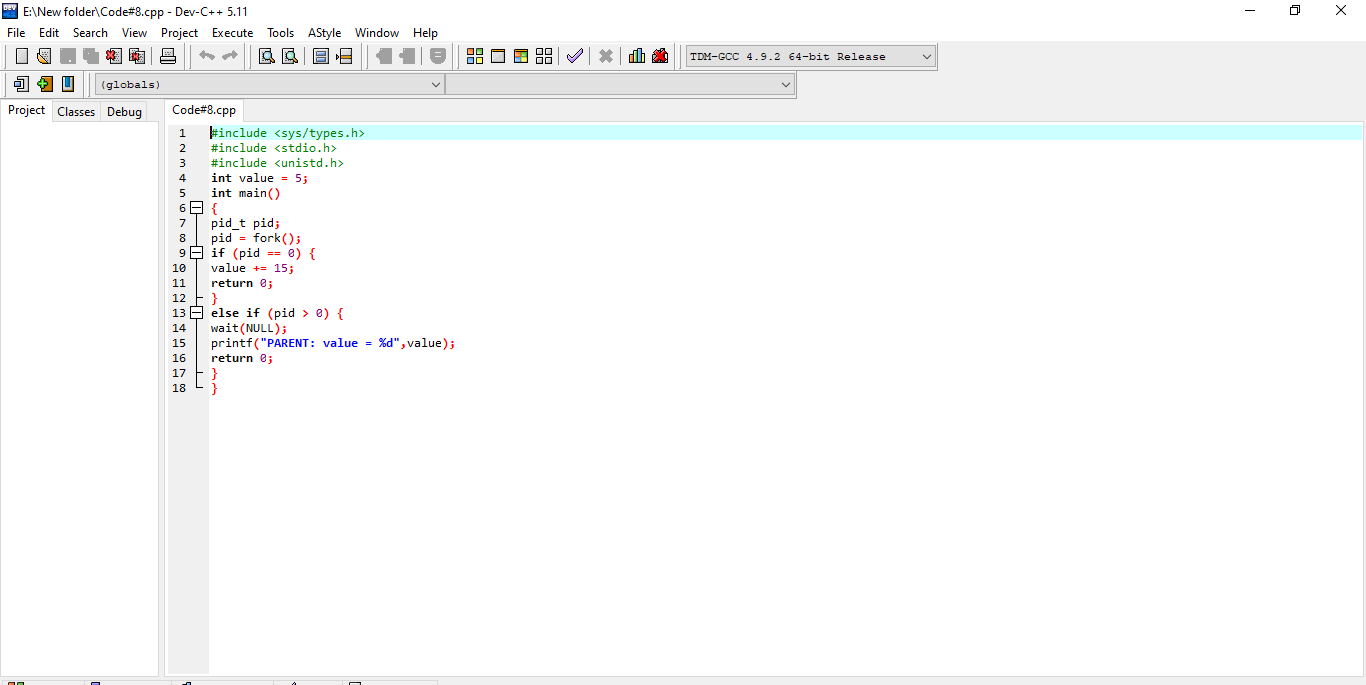 E:\New folder\Code#8.cpp - Dev-C++ 5.11
File Edit Search View Project Execute Tools AStyle Window Help
TDM-GCC 4.9.2 64-bit Release
(globals)
Project Classes Debug Code#8.cpp
1 #include <sys/types.h>
2 #include <stdio.h>
3 #include <unistd.h>
4 int value = 5;
5 int main()
6 {
7 pid_t pid;
8 pid = fork();
9 if (pid == 0) {
10 value += 15;
11 return 0;
12 }
13 else if (pid > 0) {
14 wait(NULL);
15 printf("PARENT: value = %d",value);
16 return 0;
17 }
18 }